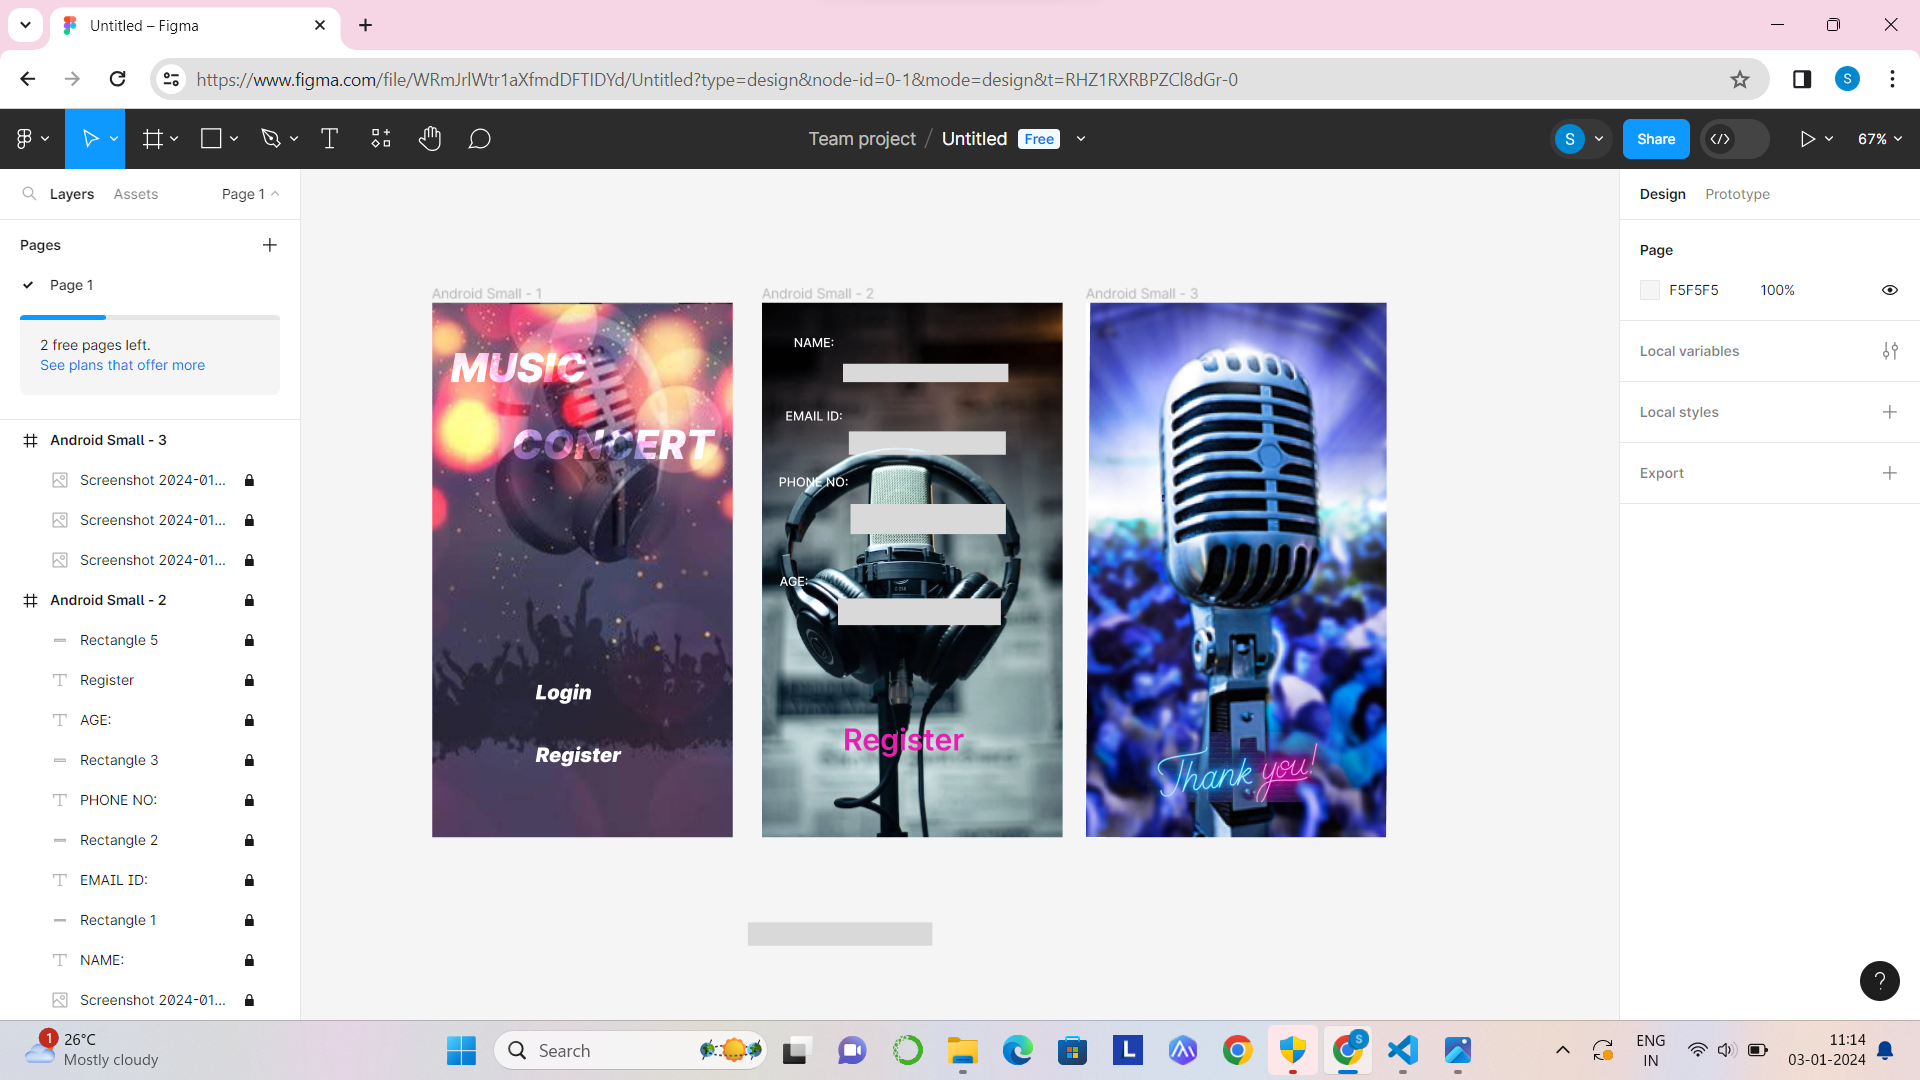 Untitled – Figma
https://www.figma.com/file/WRmJrlWtr1aXfmdDFTIDYd/Untitled?type=design&node-id=0-1&mode=design&t=RHZ1RXRBPZCl8dGr-0
S
Team project / Untitled Free
S
Share
67%
Layers Assets Page 1
Design Prototype
Pages
Page 1
2 free pages left.
See plans that offer more
Android Small - 3
Screenshot 2024-01...
Screenshot 2024-01...
Screenshot 2024-01...
Android Small - 2
Rectangle 5
Register
AGE:
Rectangle 3
PHONE NO:
Rectangle 2
EMAIL ID:
Rectangle 1
NAME:
Screenshot 2024-01...
Android Small - 1
MUSIC
CONCERT
Login
Register
Android Small - 2
NAME:
EMAIL ID:
PHONE NO:
AGE:
Register
Android Small - 3
Thank you!
Page
F5F5F5 100%
Local variables
Local styles
Export
?
1
26°C
Mostly cloudy
Search
L
S
ENG
IN
11:14
03-01-2024